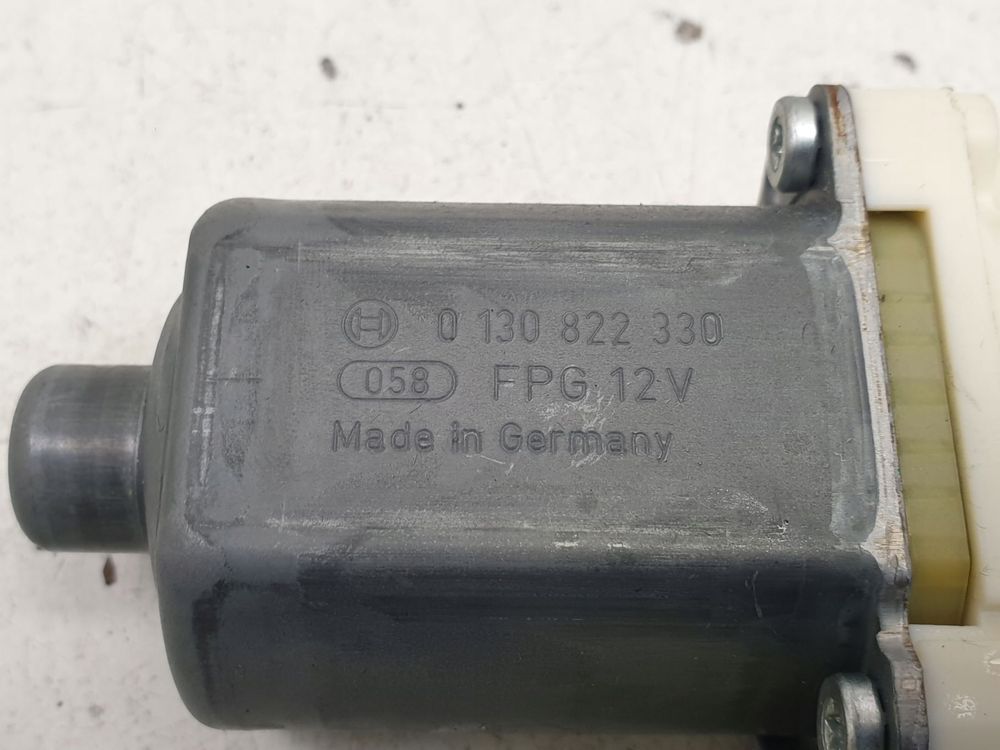 0 130 822 330
058 FPG 12V
Made in Germany